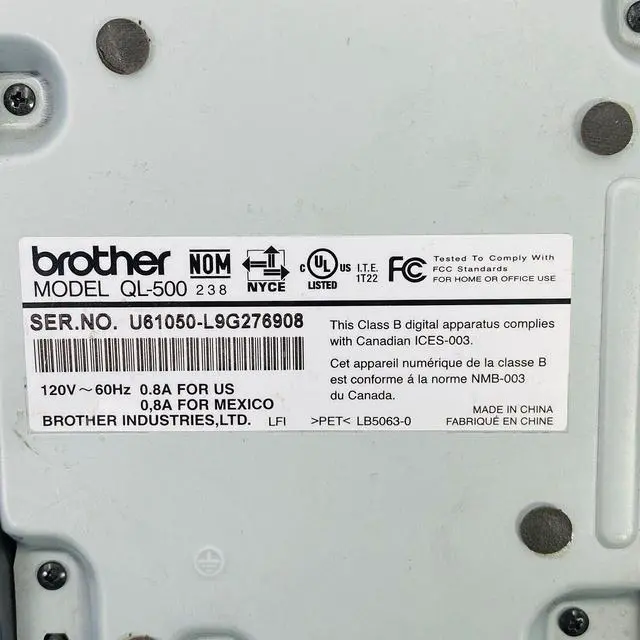 brother NOM NYCE C UL US LISTED I.T.E. 1T22 FC Tested To Comply With FCC Standards FOR HOME OR OFFICE USE
MODEL QL-500 238
SER.NO. U61050-L9G276908
120V～60Hz 0.8A FOR US
0,8A FOR MEXICO
BROTHER INDUSTRIES,LTD. LFI >PET< LB5063-0
This Class B digital apparatus complies
with Canadian ICES-003.
Cet appareil numérique de la classe B
est conforme á la norme NMB-003
du Canada.
MADE IN CHINA
FABRIQUÉ EN CHINE